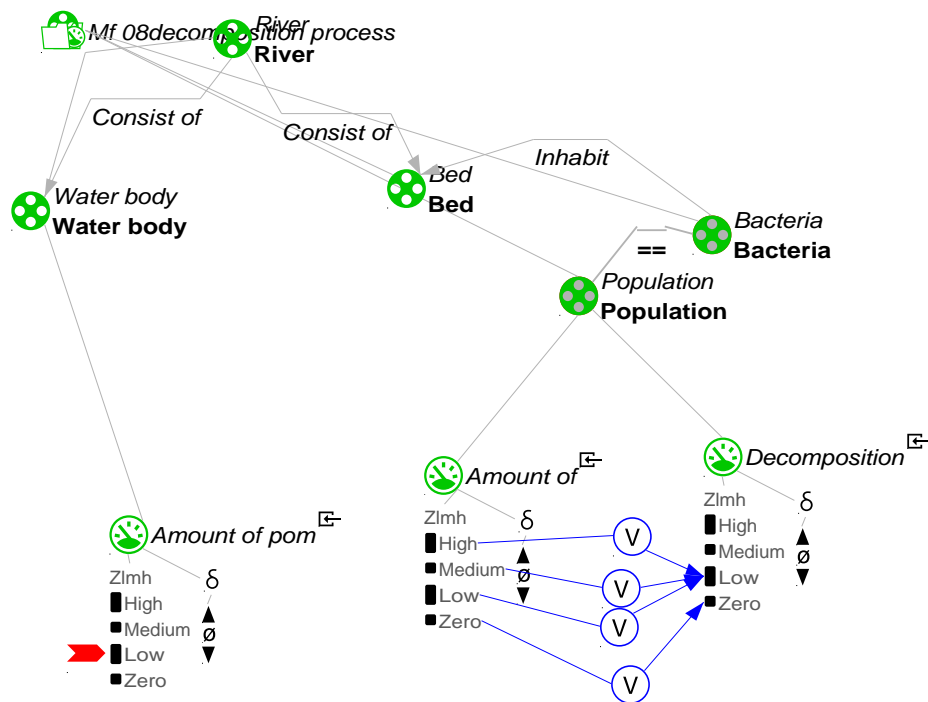 River
Mf 08decomposition process
River
Consist of
Consist of
Inhabit
Bed
Bed
Water body
Water body
Bacteria
Bacteria
==
Population
Population
Decomposition
Amount of
Zlmh
δ
High
Medium
ø
Low
Zero
Zlmh
δ
High
Medium
ø
Low
Zero
V
V
V
V
Amount of pom
Zlmh
δ
High
Medium
ø
Low
Zero